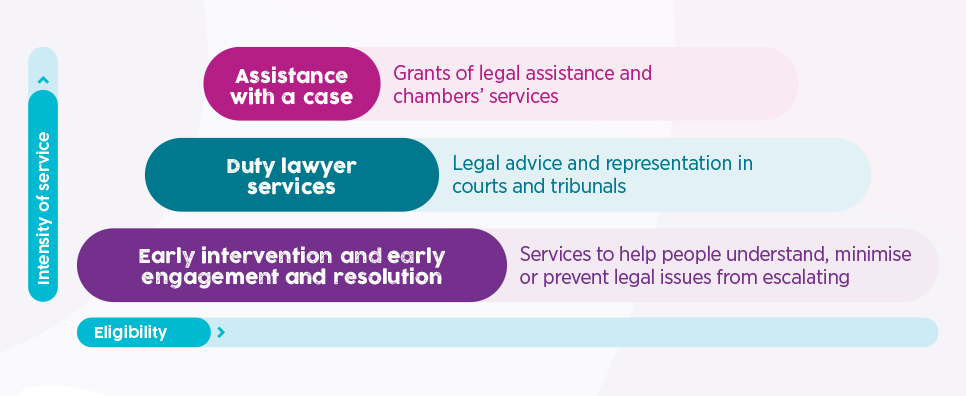 Intensity of service
Assistance
with a case
Grants of legal assistance and
chambers’ services
Duty lawyer
services
Legal advice and representation in
courts and tribunals
Early intervention and early
engagement and resolution
Services to help people understand, minimise
or prevent legal issues from escalating
Eligibility